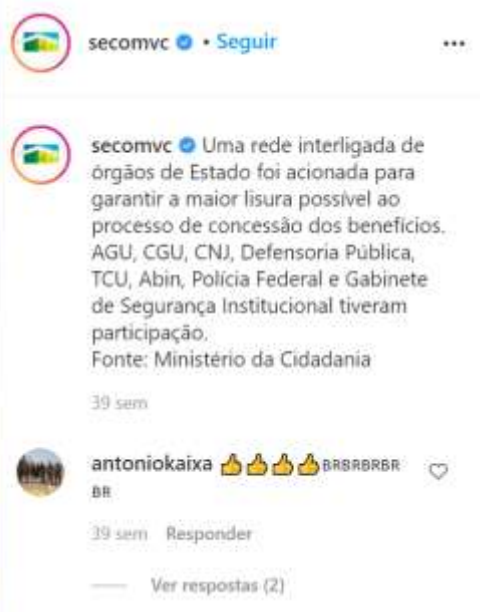 secomvc • Seguir
secomvc Uma rede interligada de
órgãos de Estado foi acionada para
garantir a maior lisura possível ao
processo de concessão dos benefícios.
AGU, CGU, CNJ, Defensoria Pública,
TCU, Abin, Polícia Federal e Gabinete
de Segurança Institucional tiveram
participação.
Fonte: Ministério da Cidadania
39 sem
antoniokaixa 👍👍👍👍BRBRBRBR
BR
39 sem Responder
Ver respostas (2)